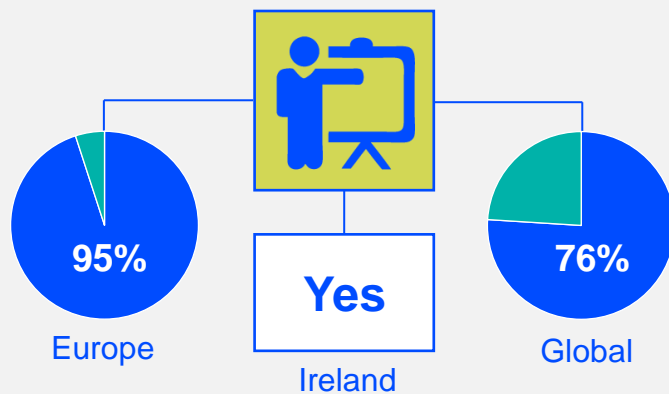 95%
Europe
Yes
Ireland
76%
Global